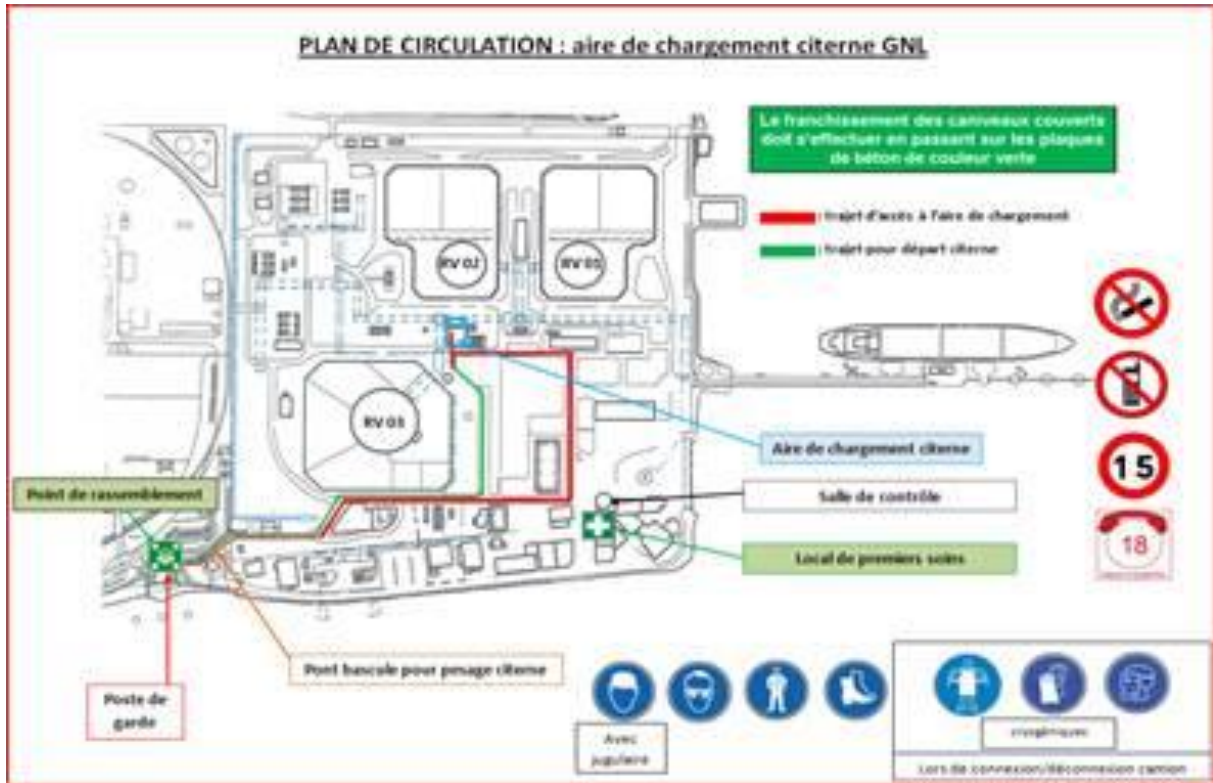 PLAN DE CIRCULATION : aire de chargement citerne GNL
Le franchissement des caniveaux couverts
doit s'effectuer en passant sur les plaques
de béton de couleur verte
: trajet d'accès à l'aire de chargement
: trajet pour départ citerne
RV 02
RV 01
RV 03
Aire de chargement citerne
Point de rassemblement
Salle de contrôle
15
18
Local de premiers soins
Pont bascule pour pesage citerne
Poste de
garde
Avec
jugulaire
cryogéniques
Lors de connexion/déconnexion camion